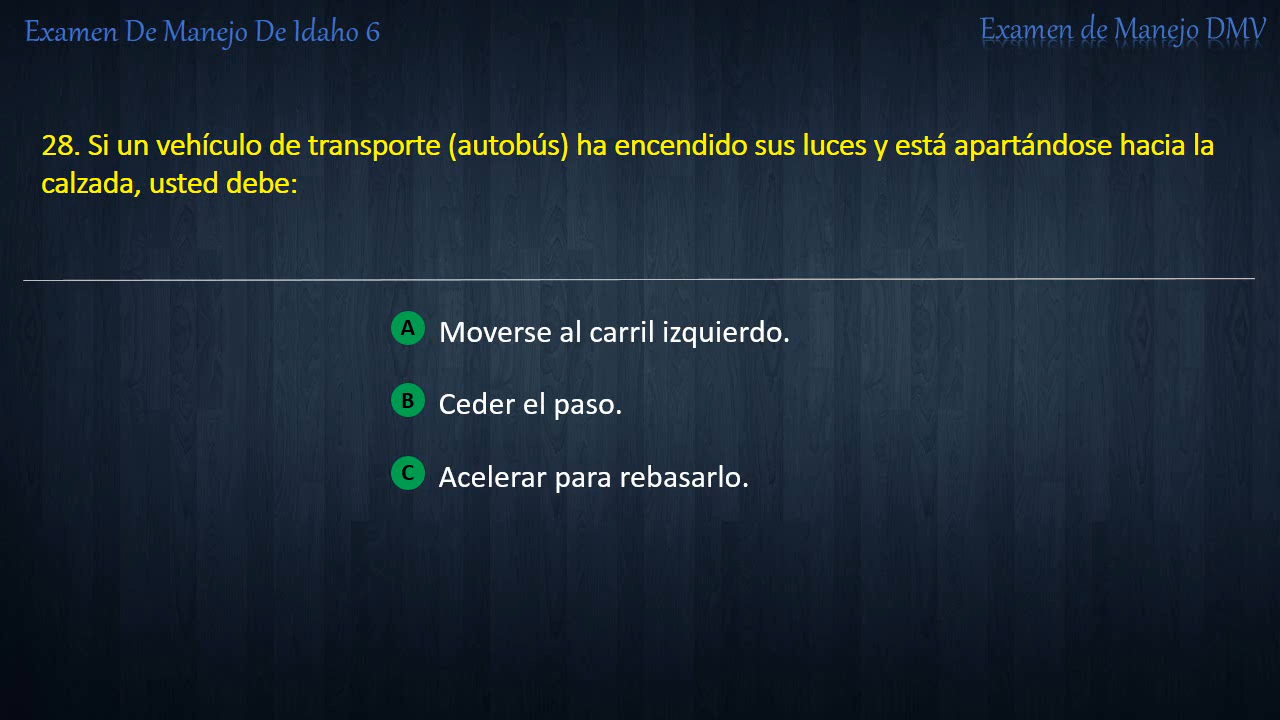 Examen De Manejo De Idaho 6
Examen de Manejo DMV
28. Si un vehículo de transporte (autobús) ha encendido sus luces y está apartándose hacia la
calzada, usted debe:
A Moverse al carril izquierdo.
B Ceder el paso.
C Acelerar para rebasarlo.